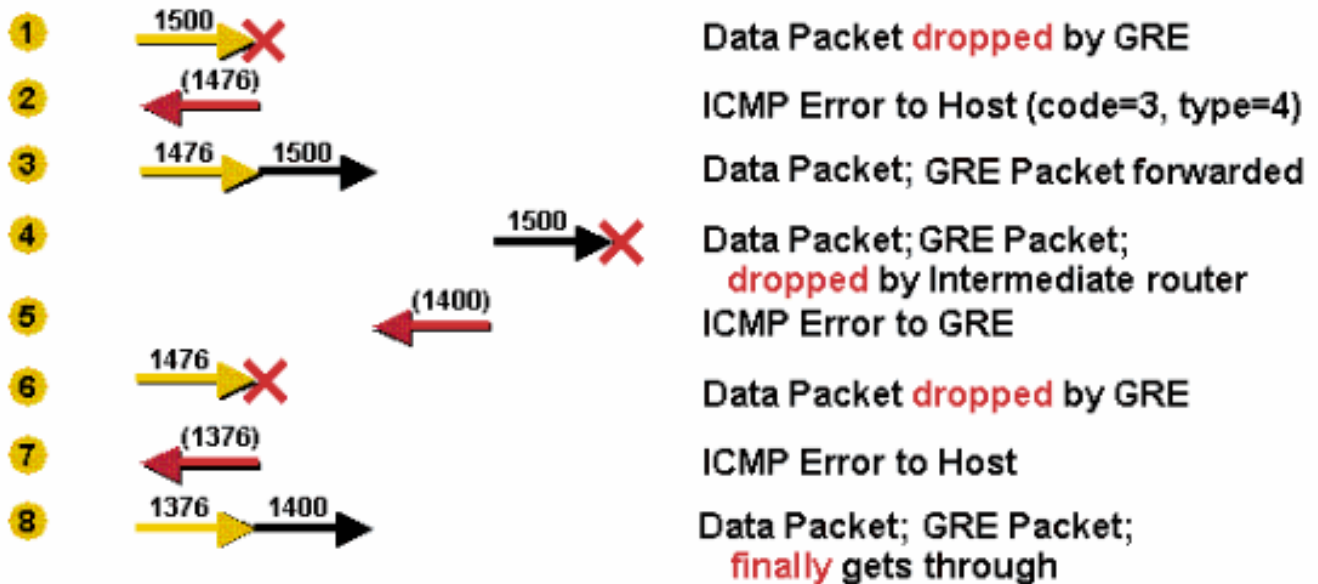 1 1500 Data Packet dropped by GRE
2 (1476) ICMP Error to Host (code=3, type=4)
3 1476 1500 Data Packet; GRE Packet forwarded
4 1500 Data Packet; GRE Packet;
dropped by Intermediate router
5 (1400) ICMP Error to GRE
6 1476 Data Packet dropped by GRE
7 (1376) ICMP Error to Host
8 1376 1400 Data Packet; GRE Packet;
finally gets through